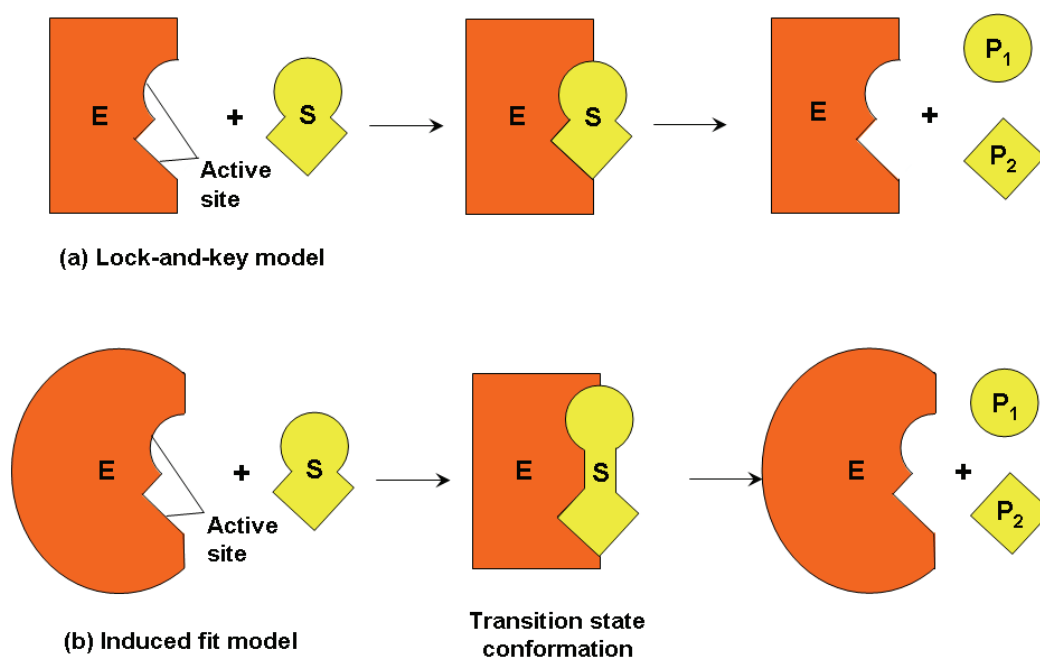 E + S E S E + P1
Active
site
P2
(a) Lock-and-key model
E + S E S E + P1
Active
site
P2
Transition state
conformation
(b) Induced fit model